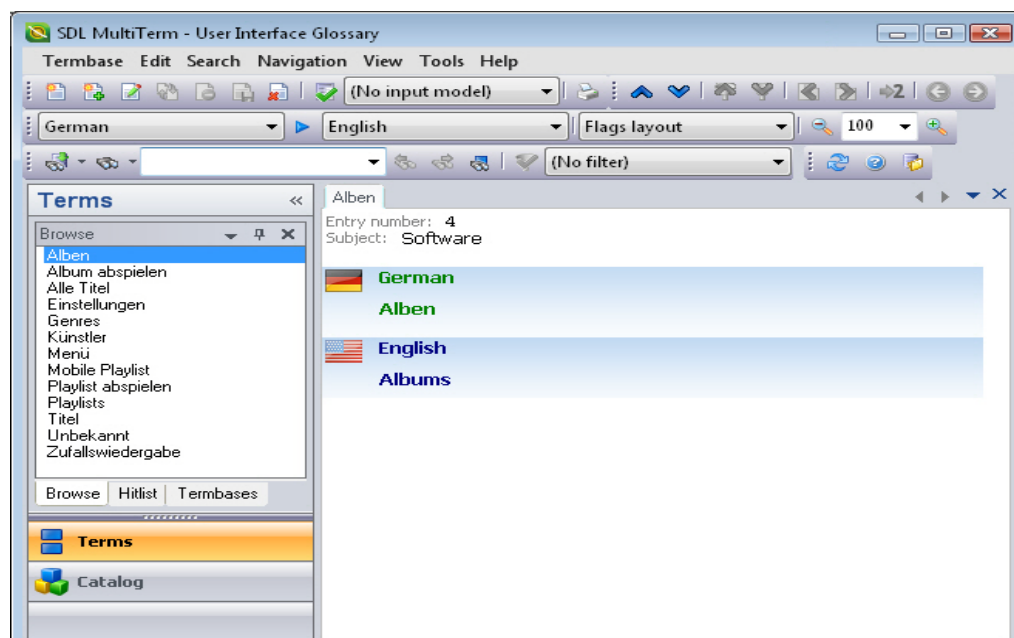 SDL MultiTerm - User Interface Glossary
Termbase Edit Search Navigation View Tools Help
(No input model)
2
German
English
Flags layout
100
(No filter)
Terms
Browse
Alben
Album abspielen
Alle Titel
Einstellungen
Genres
Künstler
Menü
Mobile Playlist
Playlist abspielen
Playlists
Titel
Unbekannt
Zufallswiedergabe
Browse Hitlist Termbases
Terms
Catalog
Alben
Entry number: 4
Subject: Software
German
Alben
English
Albums